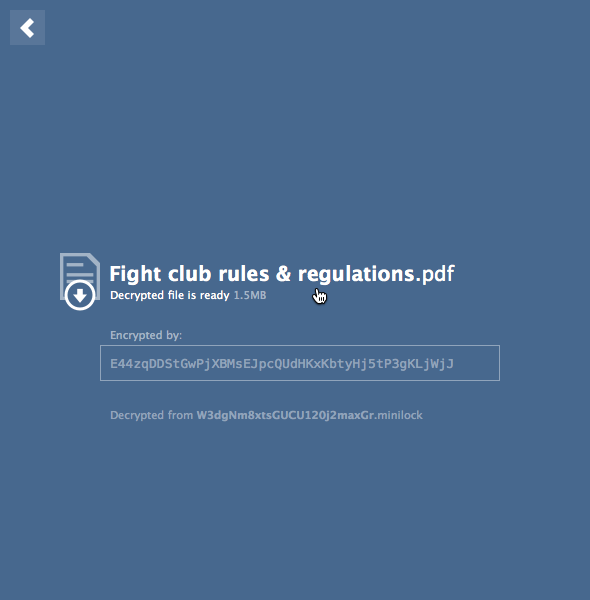 Fight club rules & regulations.pdf
Decrypted file is ready 1.5MB
Encrypted by:
E44zqDDStGwPjXBMsEJpcQUdHKxKbtyHj5tP3gKLjWjJ
Decrypted from W3dgNm8xtsGUCU120j2maxGr.minilock